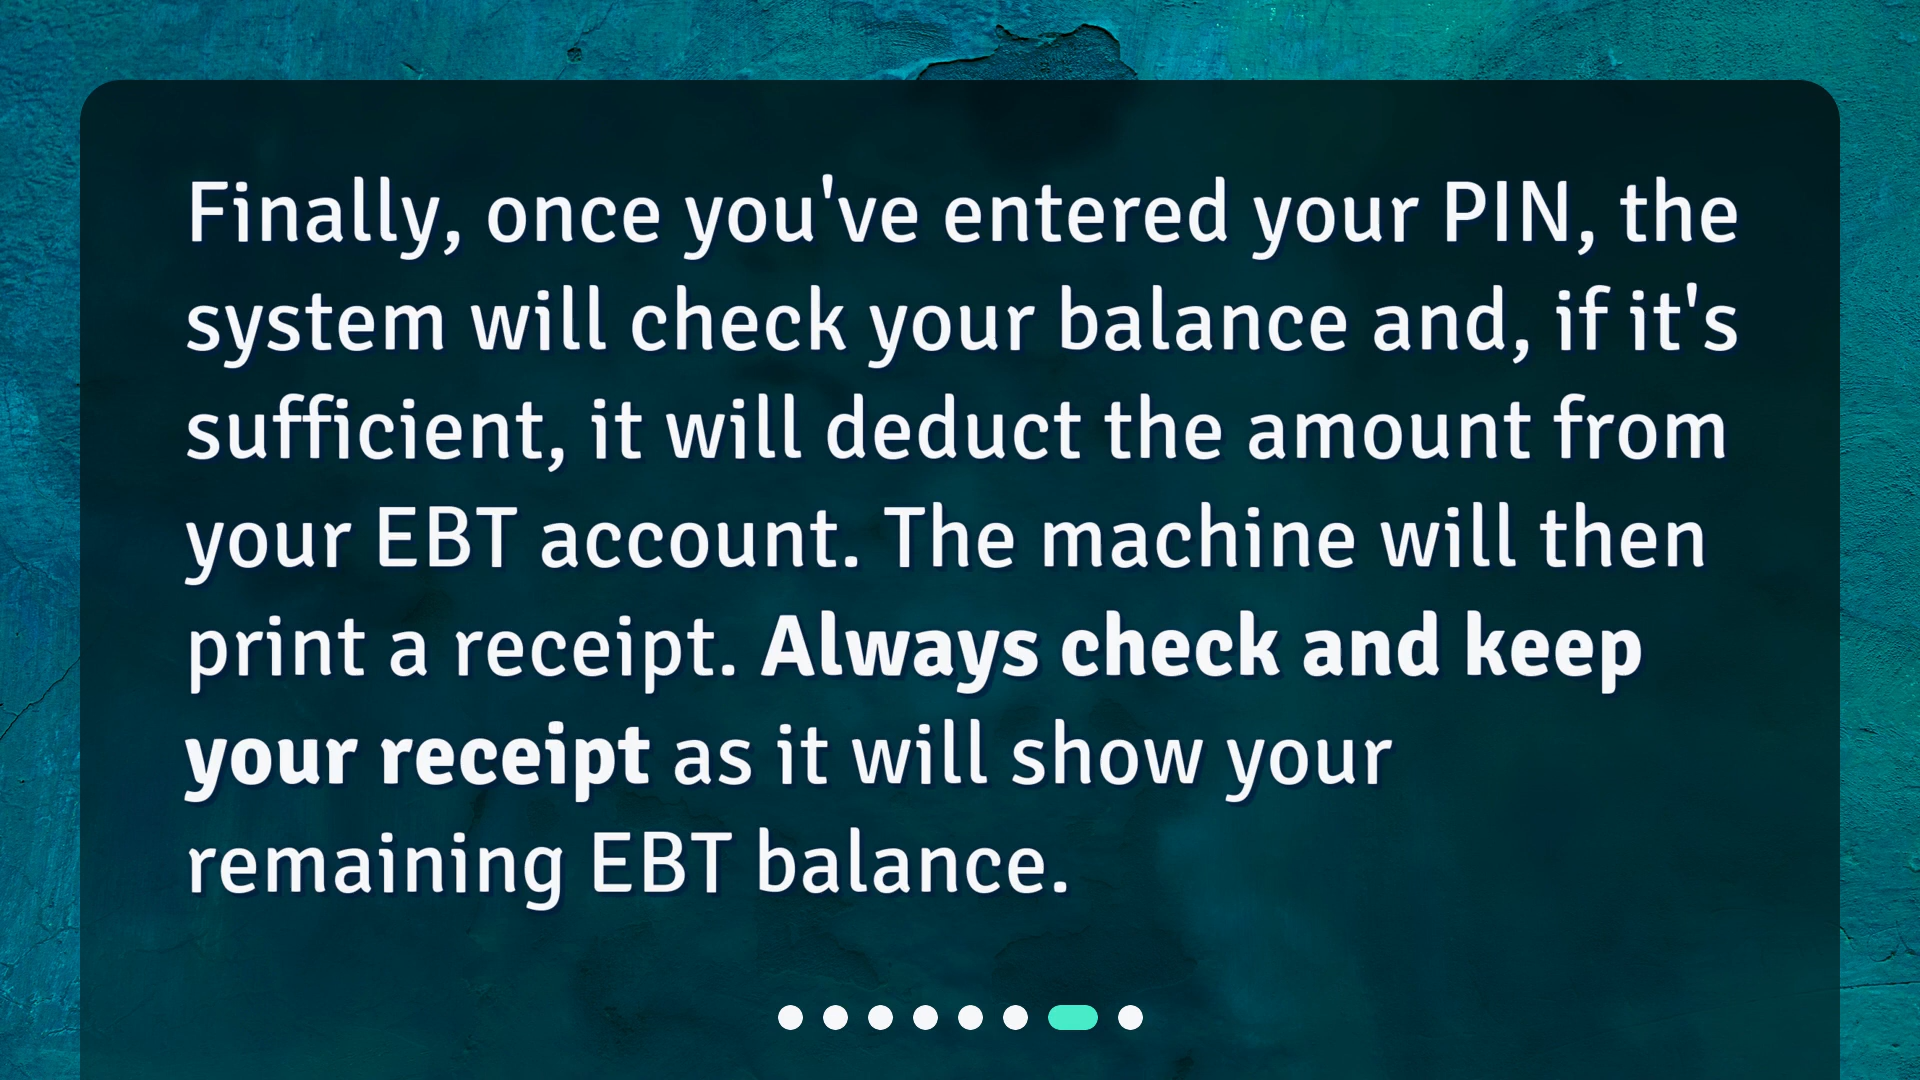 Finally, once you've entered your PIN, the
system will check your balance and, if it's
sufficient, it will deduct the amount from
your EBT account. The machine will then
print a receipt. Always check and keep
your receipt as it will show your
remaining EBT balance.